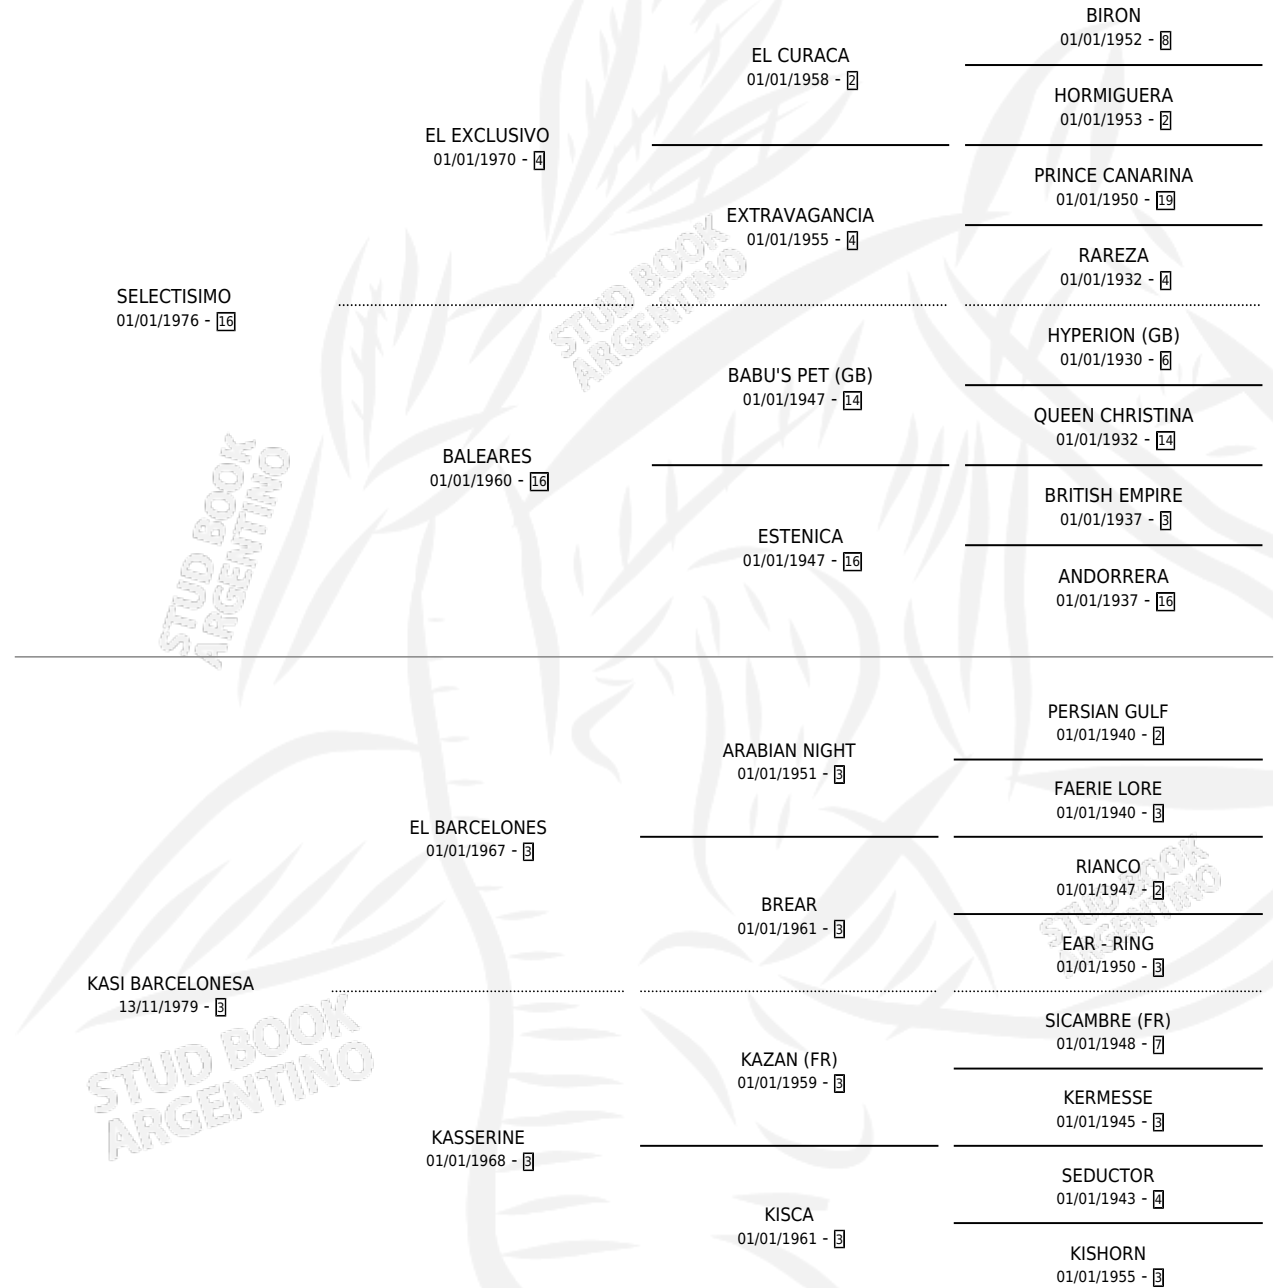 BIRON
01/01/1952 - 8
EL CURACA
01/01/1958 - 2
HORMIGUERA
01/01/1953 - 2
EL EXCLUSIVO
01/01/1970 - 4
PRINCE CANARINA
01/01/1950 - 19
EXTRAVAGANCIA
01/01/1955 - 4
RAREZA
01/01/1932 - 4
SELECTISIMO
01/01/1976 - 16
HYPERION (GB)
01/01/1930 - 6
BABU'S PET (GB)
01/01/1947 - 14
QUEEN CHRISTINA
01/01/1932 - 14
BALEARES
01/01/1960 - 16
BRITISH EMPIRE
01/01/1937 - 3
ESTENICA
01/01/1947 - 16
ANDORRERA
01/01/1937 - 16
STUD BOOK
ARGENTINO
STUD BOOK
ARGENTINO
PERSIAN GULF
01/01/1940 - 2
ARABIAN NIGHT
01/01/1951 - 3
FAERIE LORE
01/01/1940 - 3
EL BARCELONES
01/01/1967 - 3
RIANCO
01/01/1947 - 2
BREAR
01/01/1961 - 3
EAR - RING
01/01/1950 - 3
KASI BARCELONESA
13/11/1979 - 3
SICAMBRE (FR)
01/01/1948 - 7
KAZAN (FR)
01/01/1959 - 3
KERMESSE
01/01/1945 - 3
KASSERINE
01/01/1968 - 3
SEDUCTOR
01/01/1943 - 4
KISCA
01/01/1961 - 3
KISHORN
01/01/1955 - 3
STUD BOOK
ARGENTINO
STUD BOOK
ARGENTINO